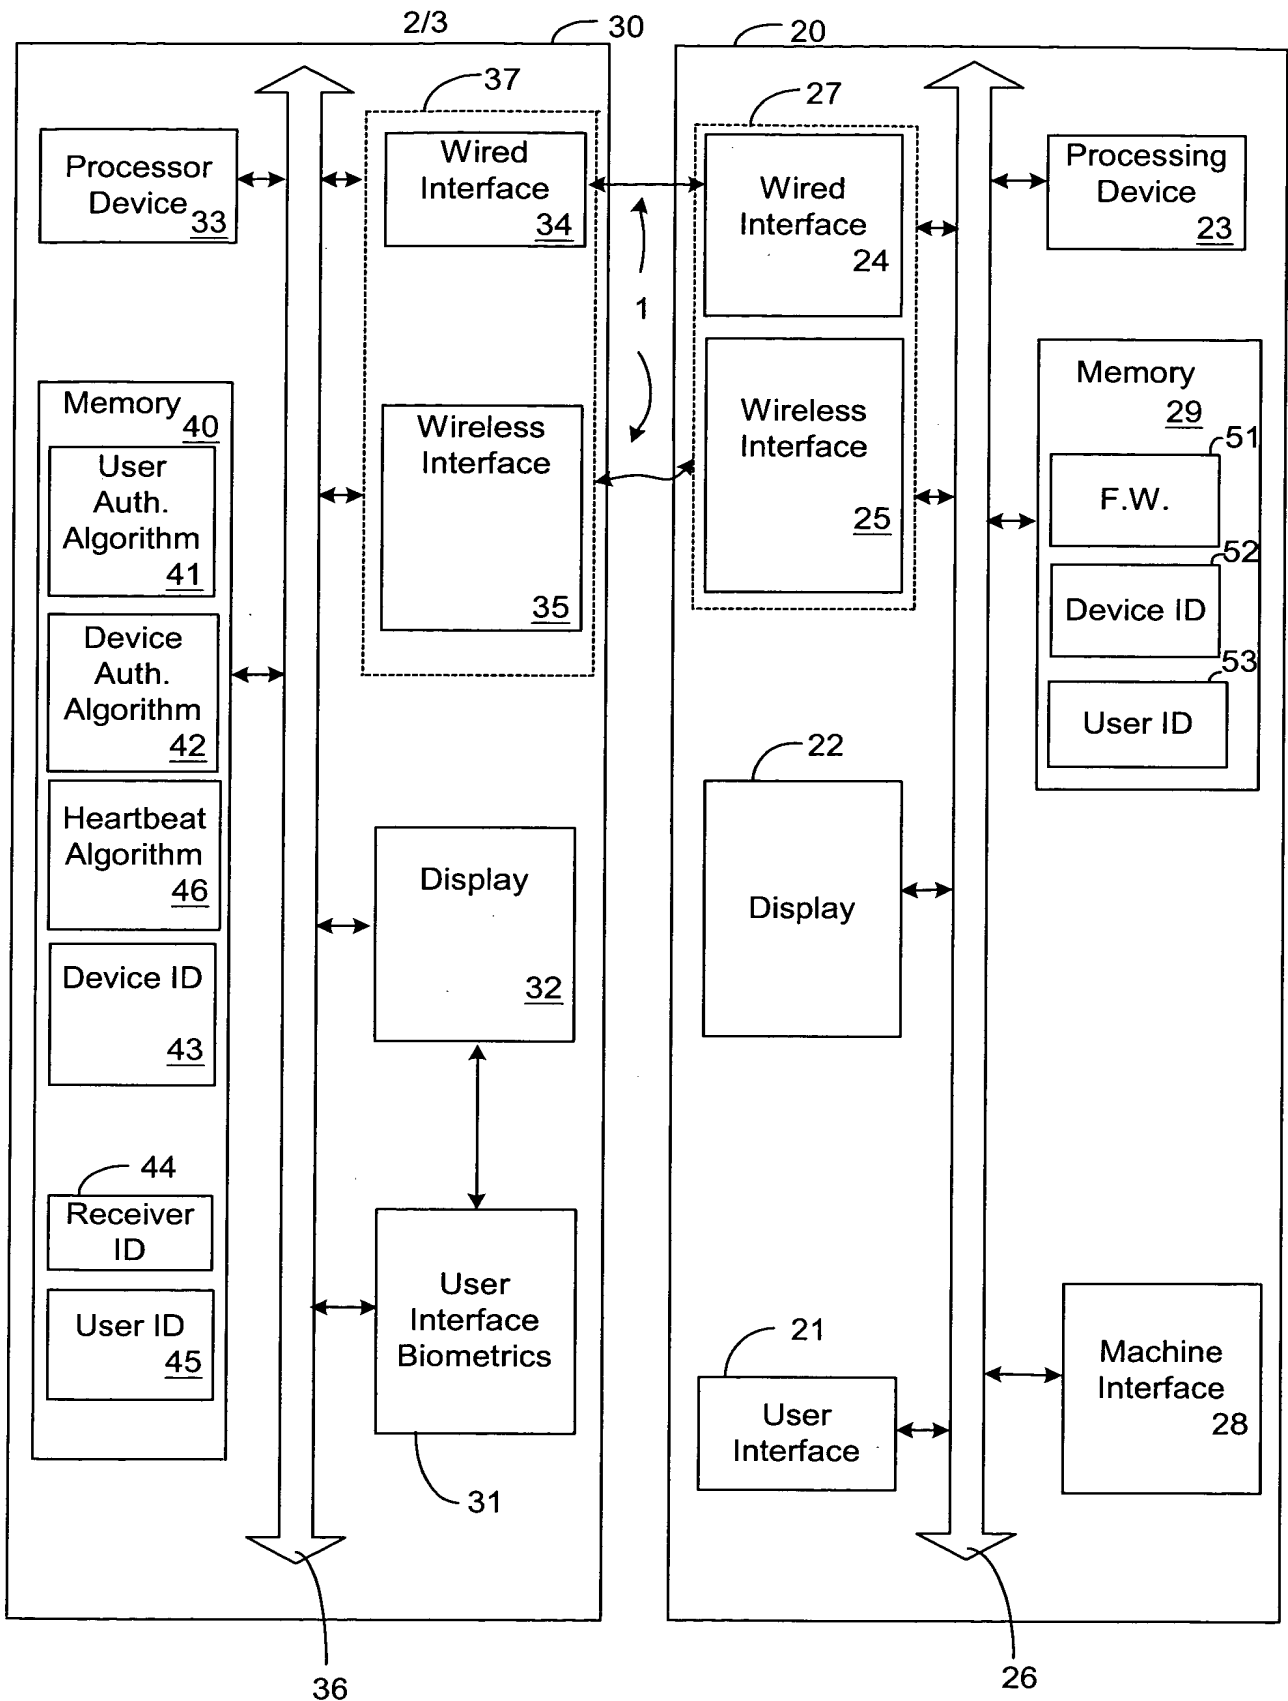 2/3
30
20
37
27
Processor
Device
33
Wired
Interface
34
Wired
Interface
24
Processing
Device
23
1
Memory
40
User
Auth.
Algorithm
41
Device
Auth.
Algorithm
42
Heartbeat
Algorithm
46
Device ID
43
44
Receiver
ID
User ID
45
Wireless
Interface
35
Wireless
Interface
25
Memory
29
51
F.W.
52
Device ID
53
User ID
Display
32
22
Display
User
Interface
Biometrics
31
21
User
Interface
Machine
Interface
28
36
26